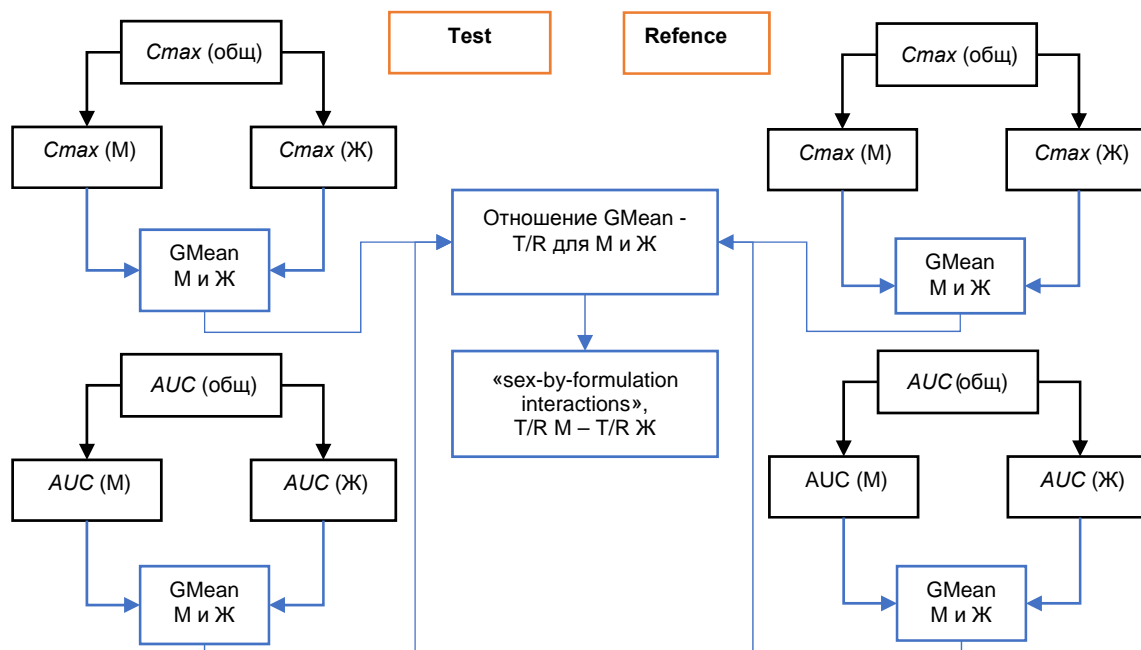 Cmax (общ)
Test
Refence
Cmax (общ)
Cmax (М)
Cmax (Ж)
Cmax (М)
Cmax (Ж)
Отношение GMean -
T/R для М и Ж
GMean
М и Ж
GMean
М и Ж
AUC (общ)
«sex-by-formulation
interactions»,
T/R М – T/R Ж
AUC (общ)
AUC (М)
AUC (Ж)
AUC (М)
AUC (Ж)
GMean
М и Ж
GMean
М и Ж